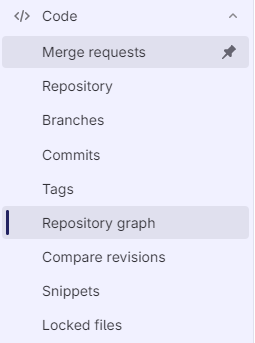 Code
Merge requests
Repository
Branches
Commits
Tags
Repository graph
Compare revisions
Snippets
Locked files